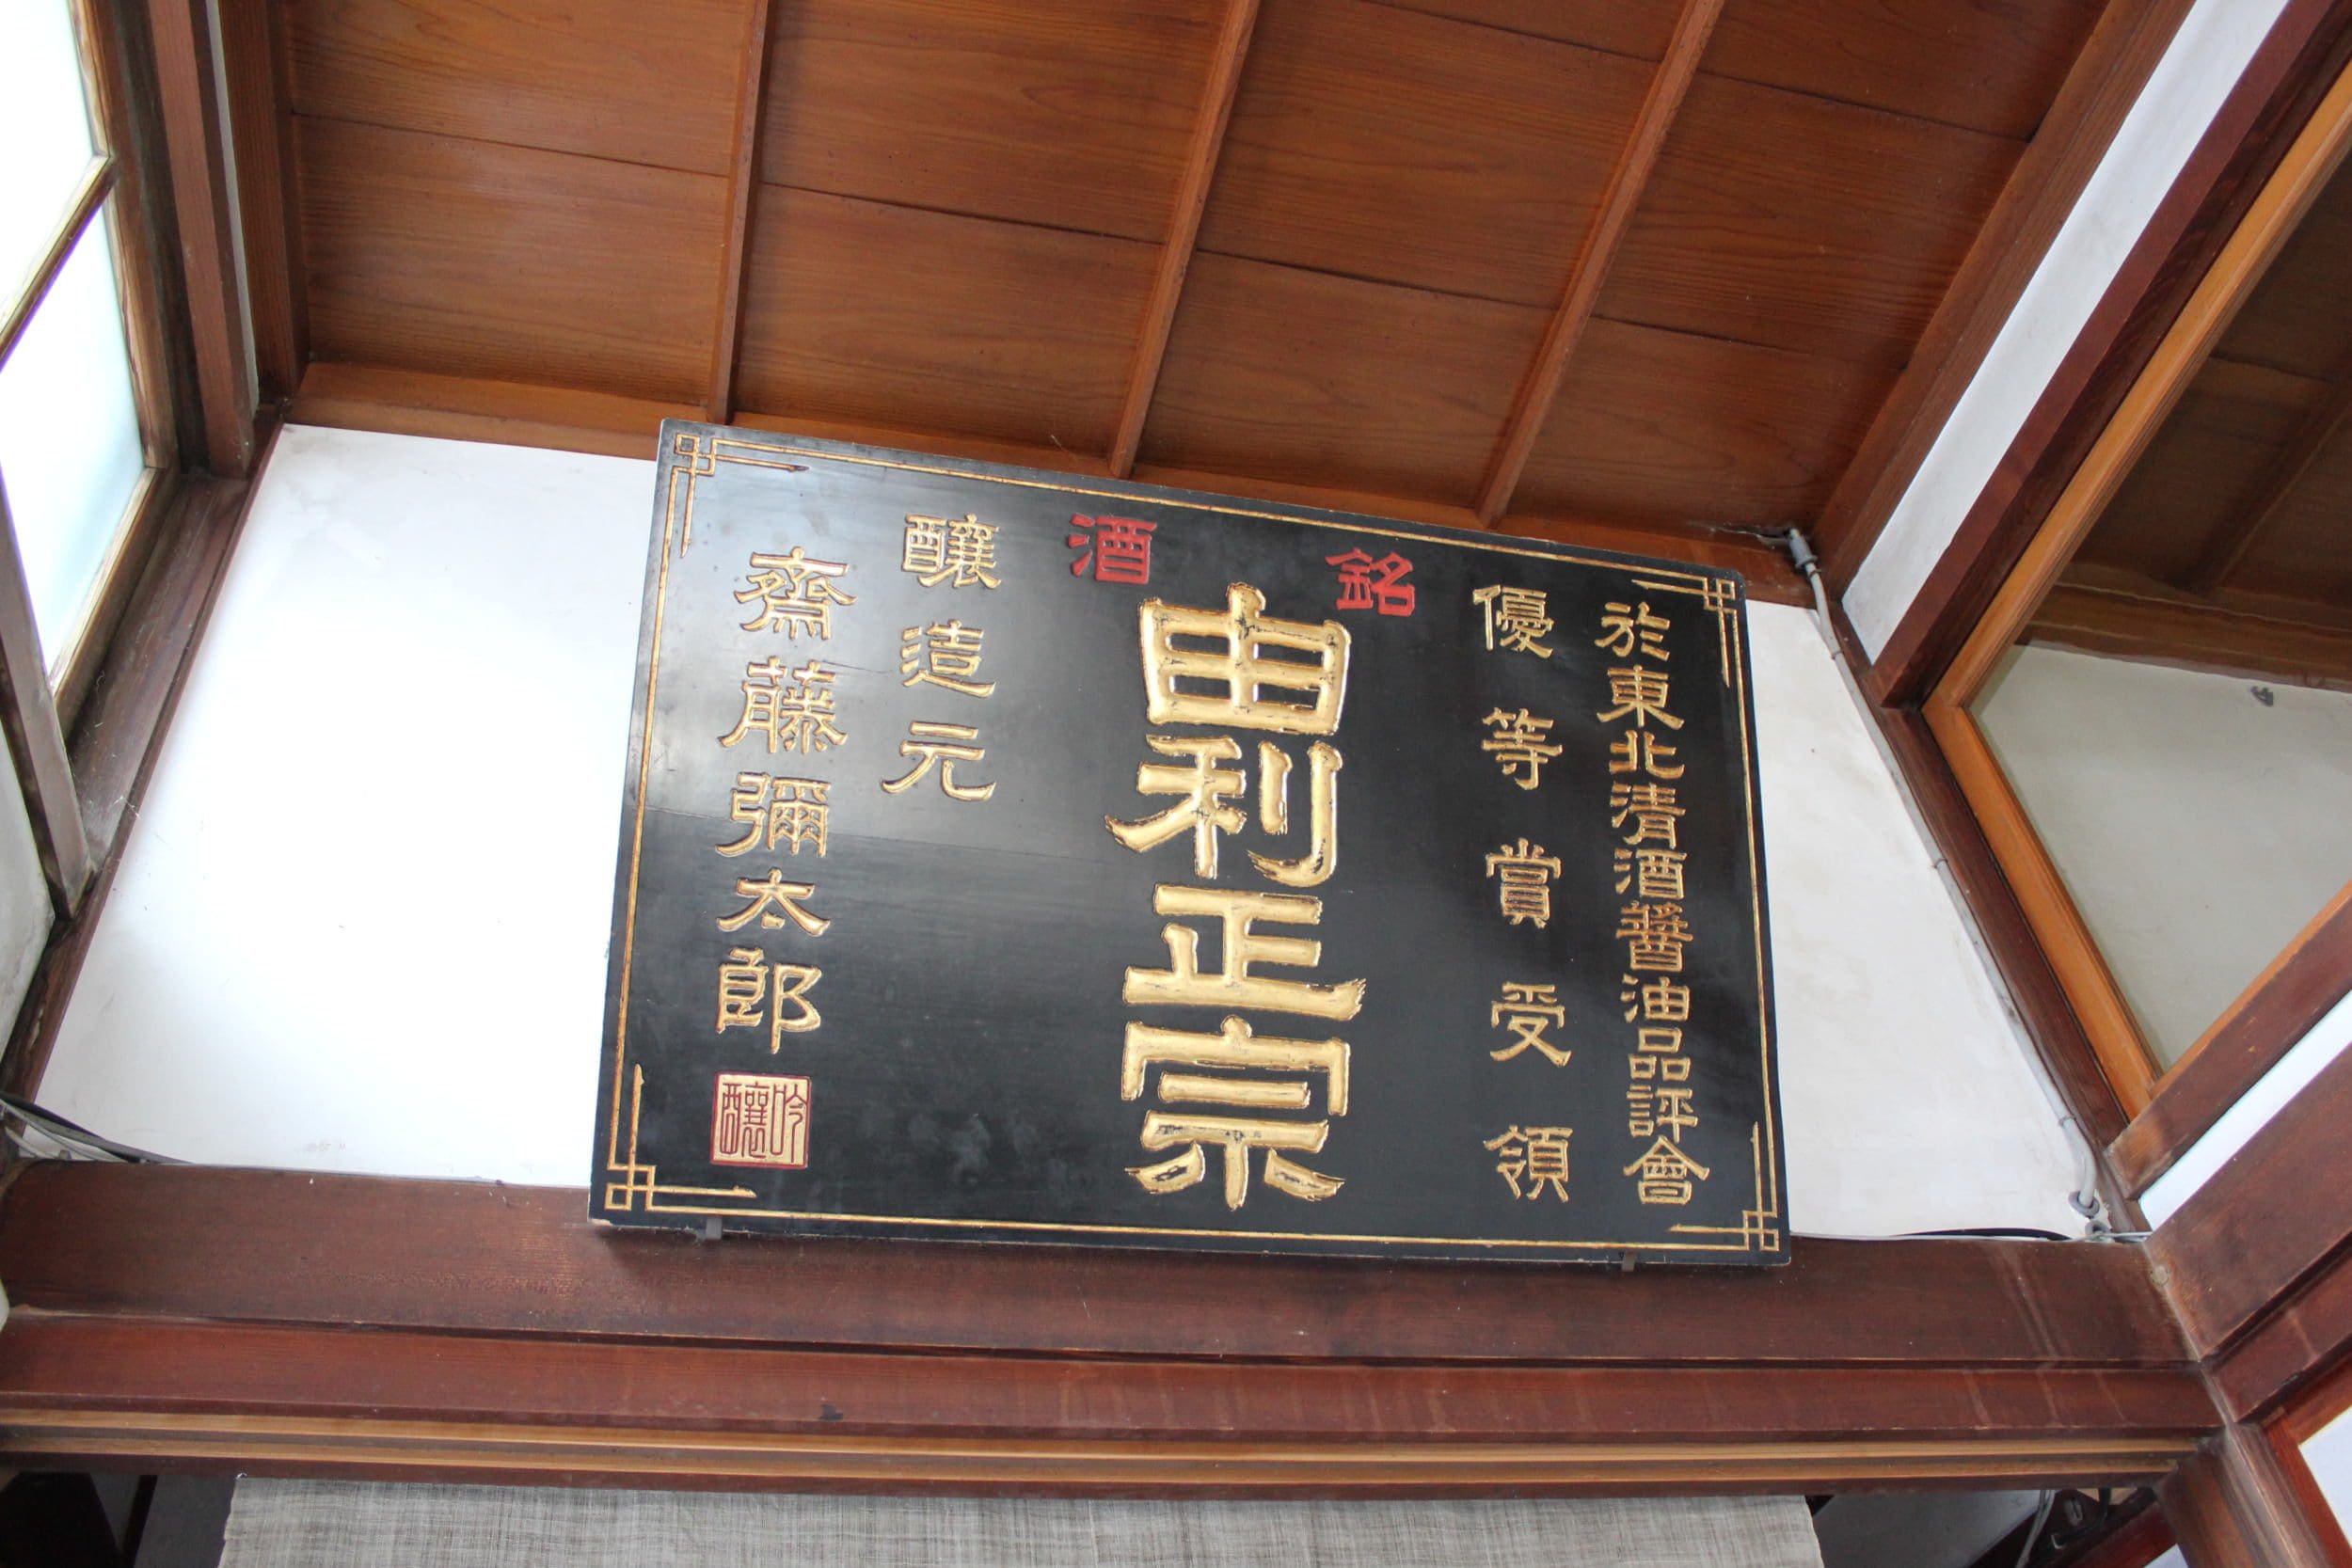 於東北清酒醬油品評會
優等賞受領
銘酒
由利正宗
醸造元
齋藤彌太郎
吟釀